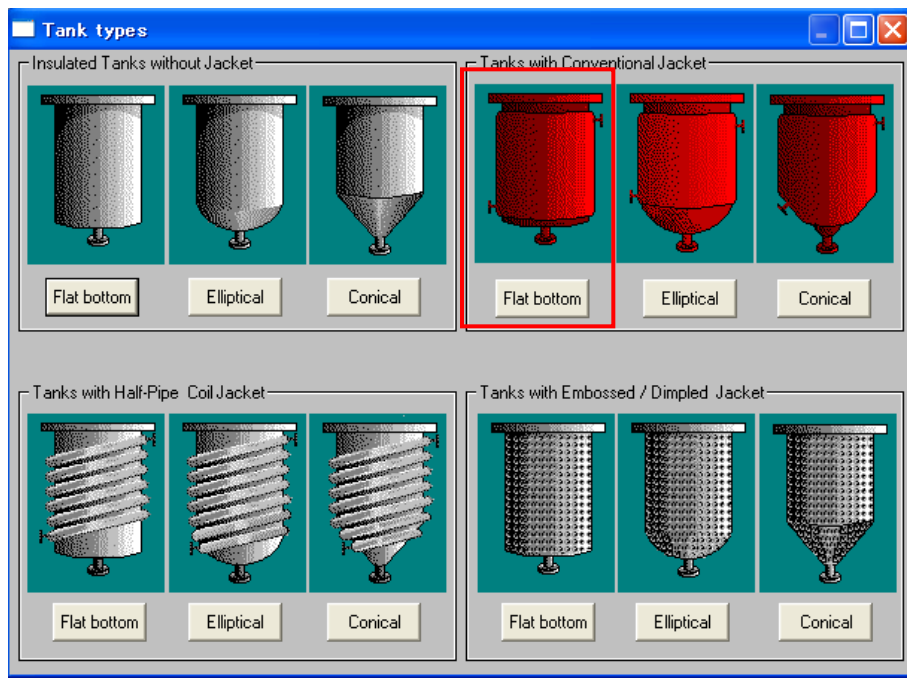 Tank types
Insulated Tanks without Jacket
Tanks with Conventional Jacket
Flat bottom
Elliptical
Conical
Flat bottom
Elliptical
Conical
Tanks with Half-Pipe Coil Jacket
Tanks with Embossed / Dimpled Jacket
Flat bottom
Elliptical
Conical
Flat bottom
Elliptical
Conical